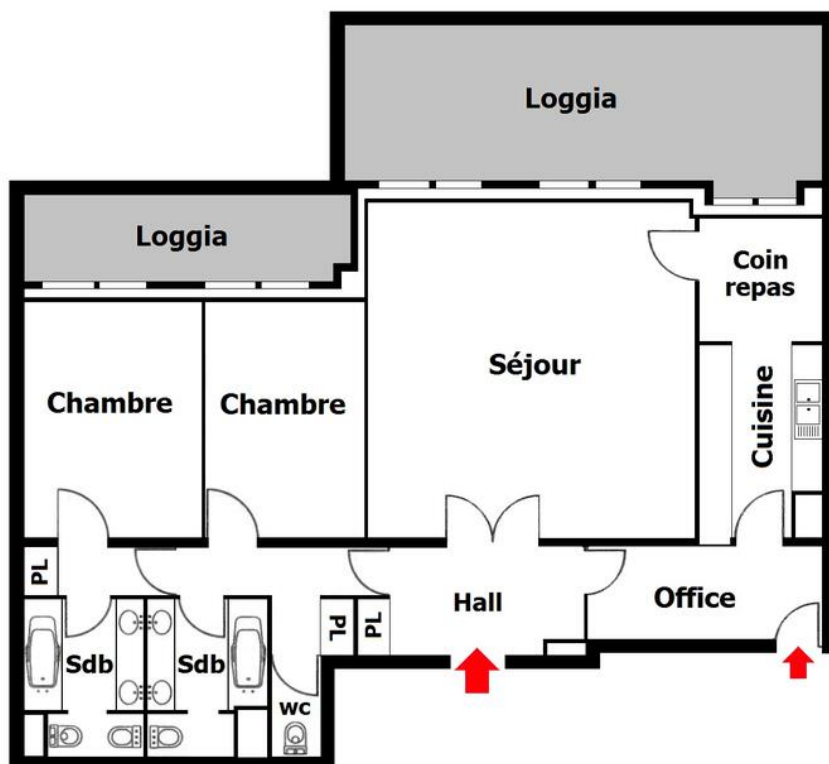 Loggia
Loggia
Coin
repas
Séjour
Chambre
Chambre
Cuisine
PL
Hall
Office
PL
PL
Sdb
Sdb
WC